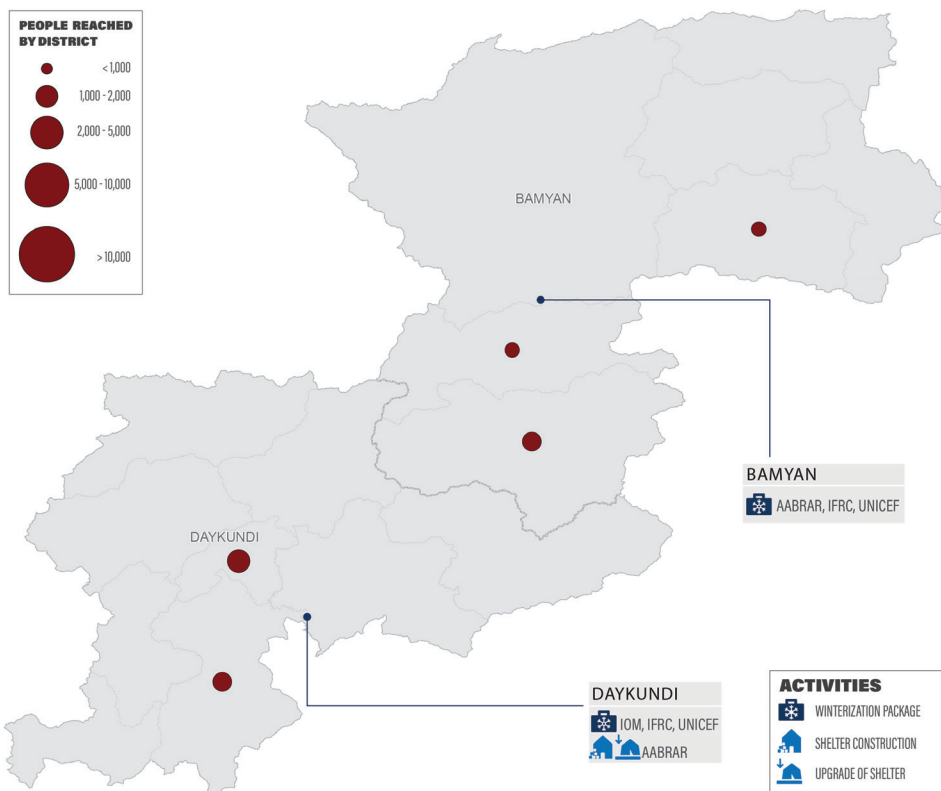 PEOPLE REACHED
BY DISTRICT
< 1,000
1,000 - 2,000
2,000 - 5,000
5,000 - 10,000
> 10,000
BAMYAN
DAYKUNDI
BAMYAN
AABRAR, IFRC, UNICEF
DAYKUNDI
IOM, IFRC, UNICEF
AABRAR
ACTIVITIES
WINTERIZATION PACKAGE
SHELTER CONSTRUCTION
UPGRADE OF SHELTER